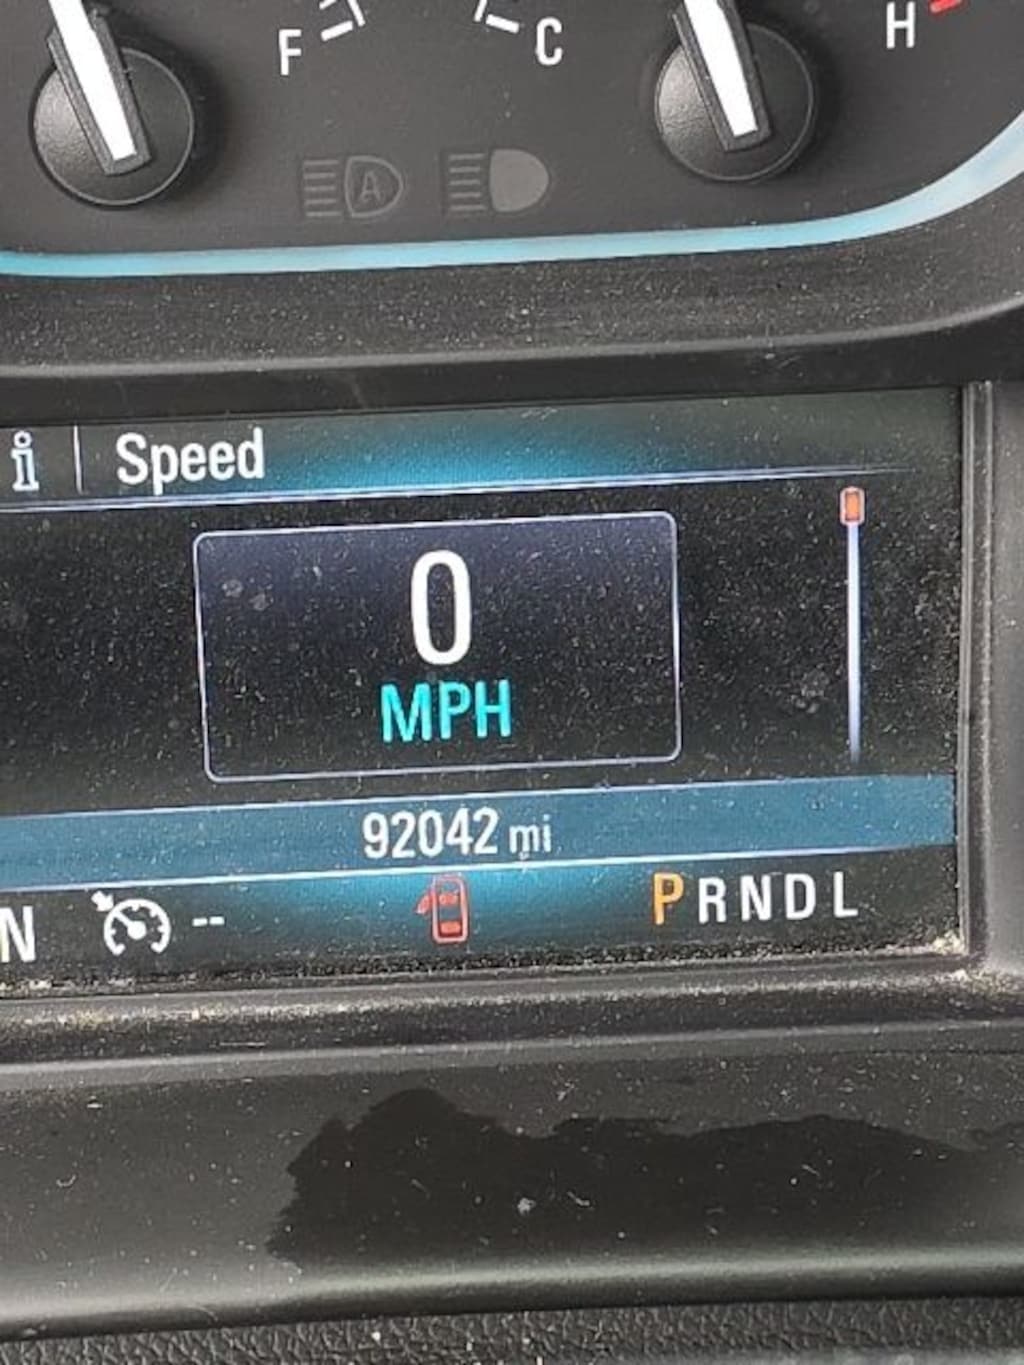 F C H
A
i Speed
0
MPH
92042 mi
N -- PRNDL